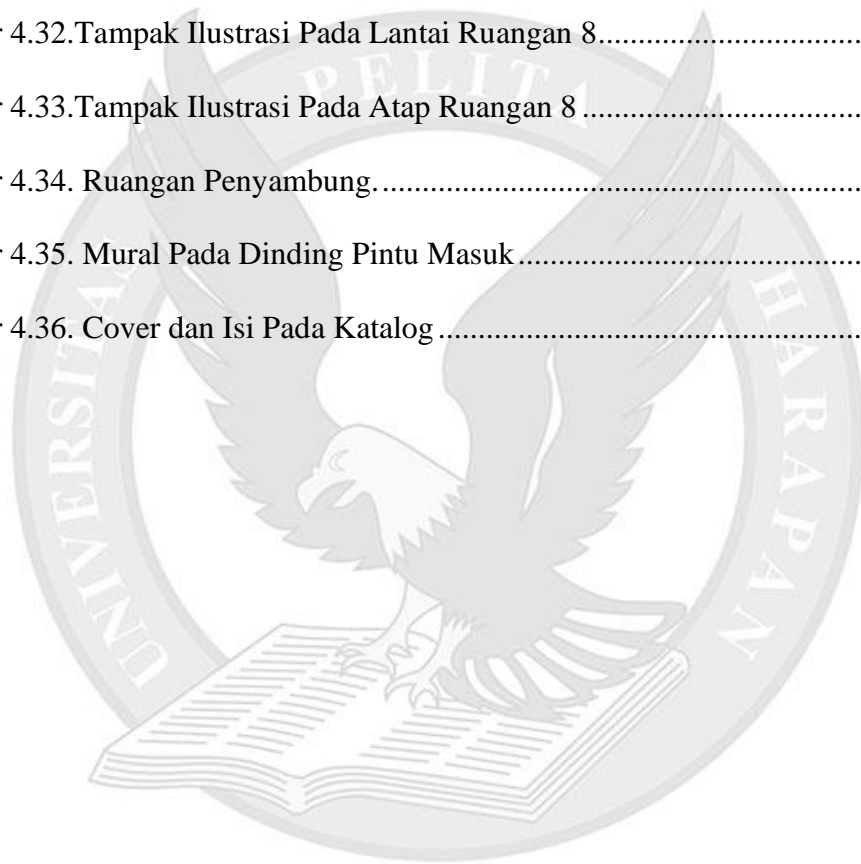 r 4.32.Tampak Ilustrasi Pada Lantai Ruangan 8..............................
r 4.33.Tampak Ilustrasi Pada Atap Ruangan 8 ................................
r 4.34. Ruangan Penyambung. ..........................................................
r 4.35. Mural Pada Dinding Pintu Masuk ........................................
r 4.36. Cover dan Isi Pada Katalog ..................................................
UNIVERSITAS PELITA HARAPAN